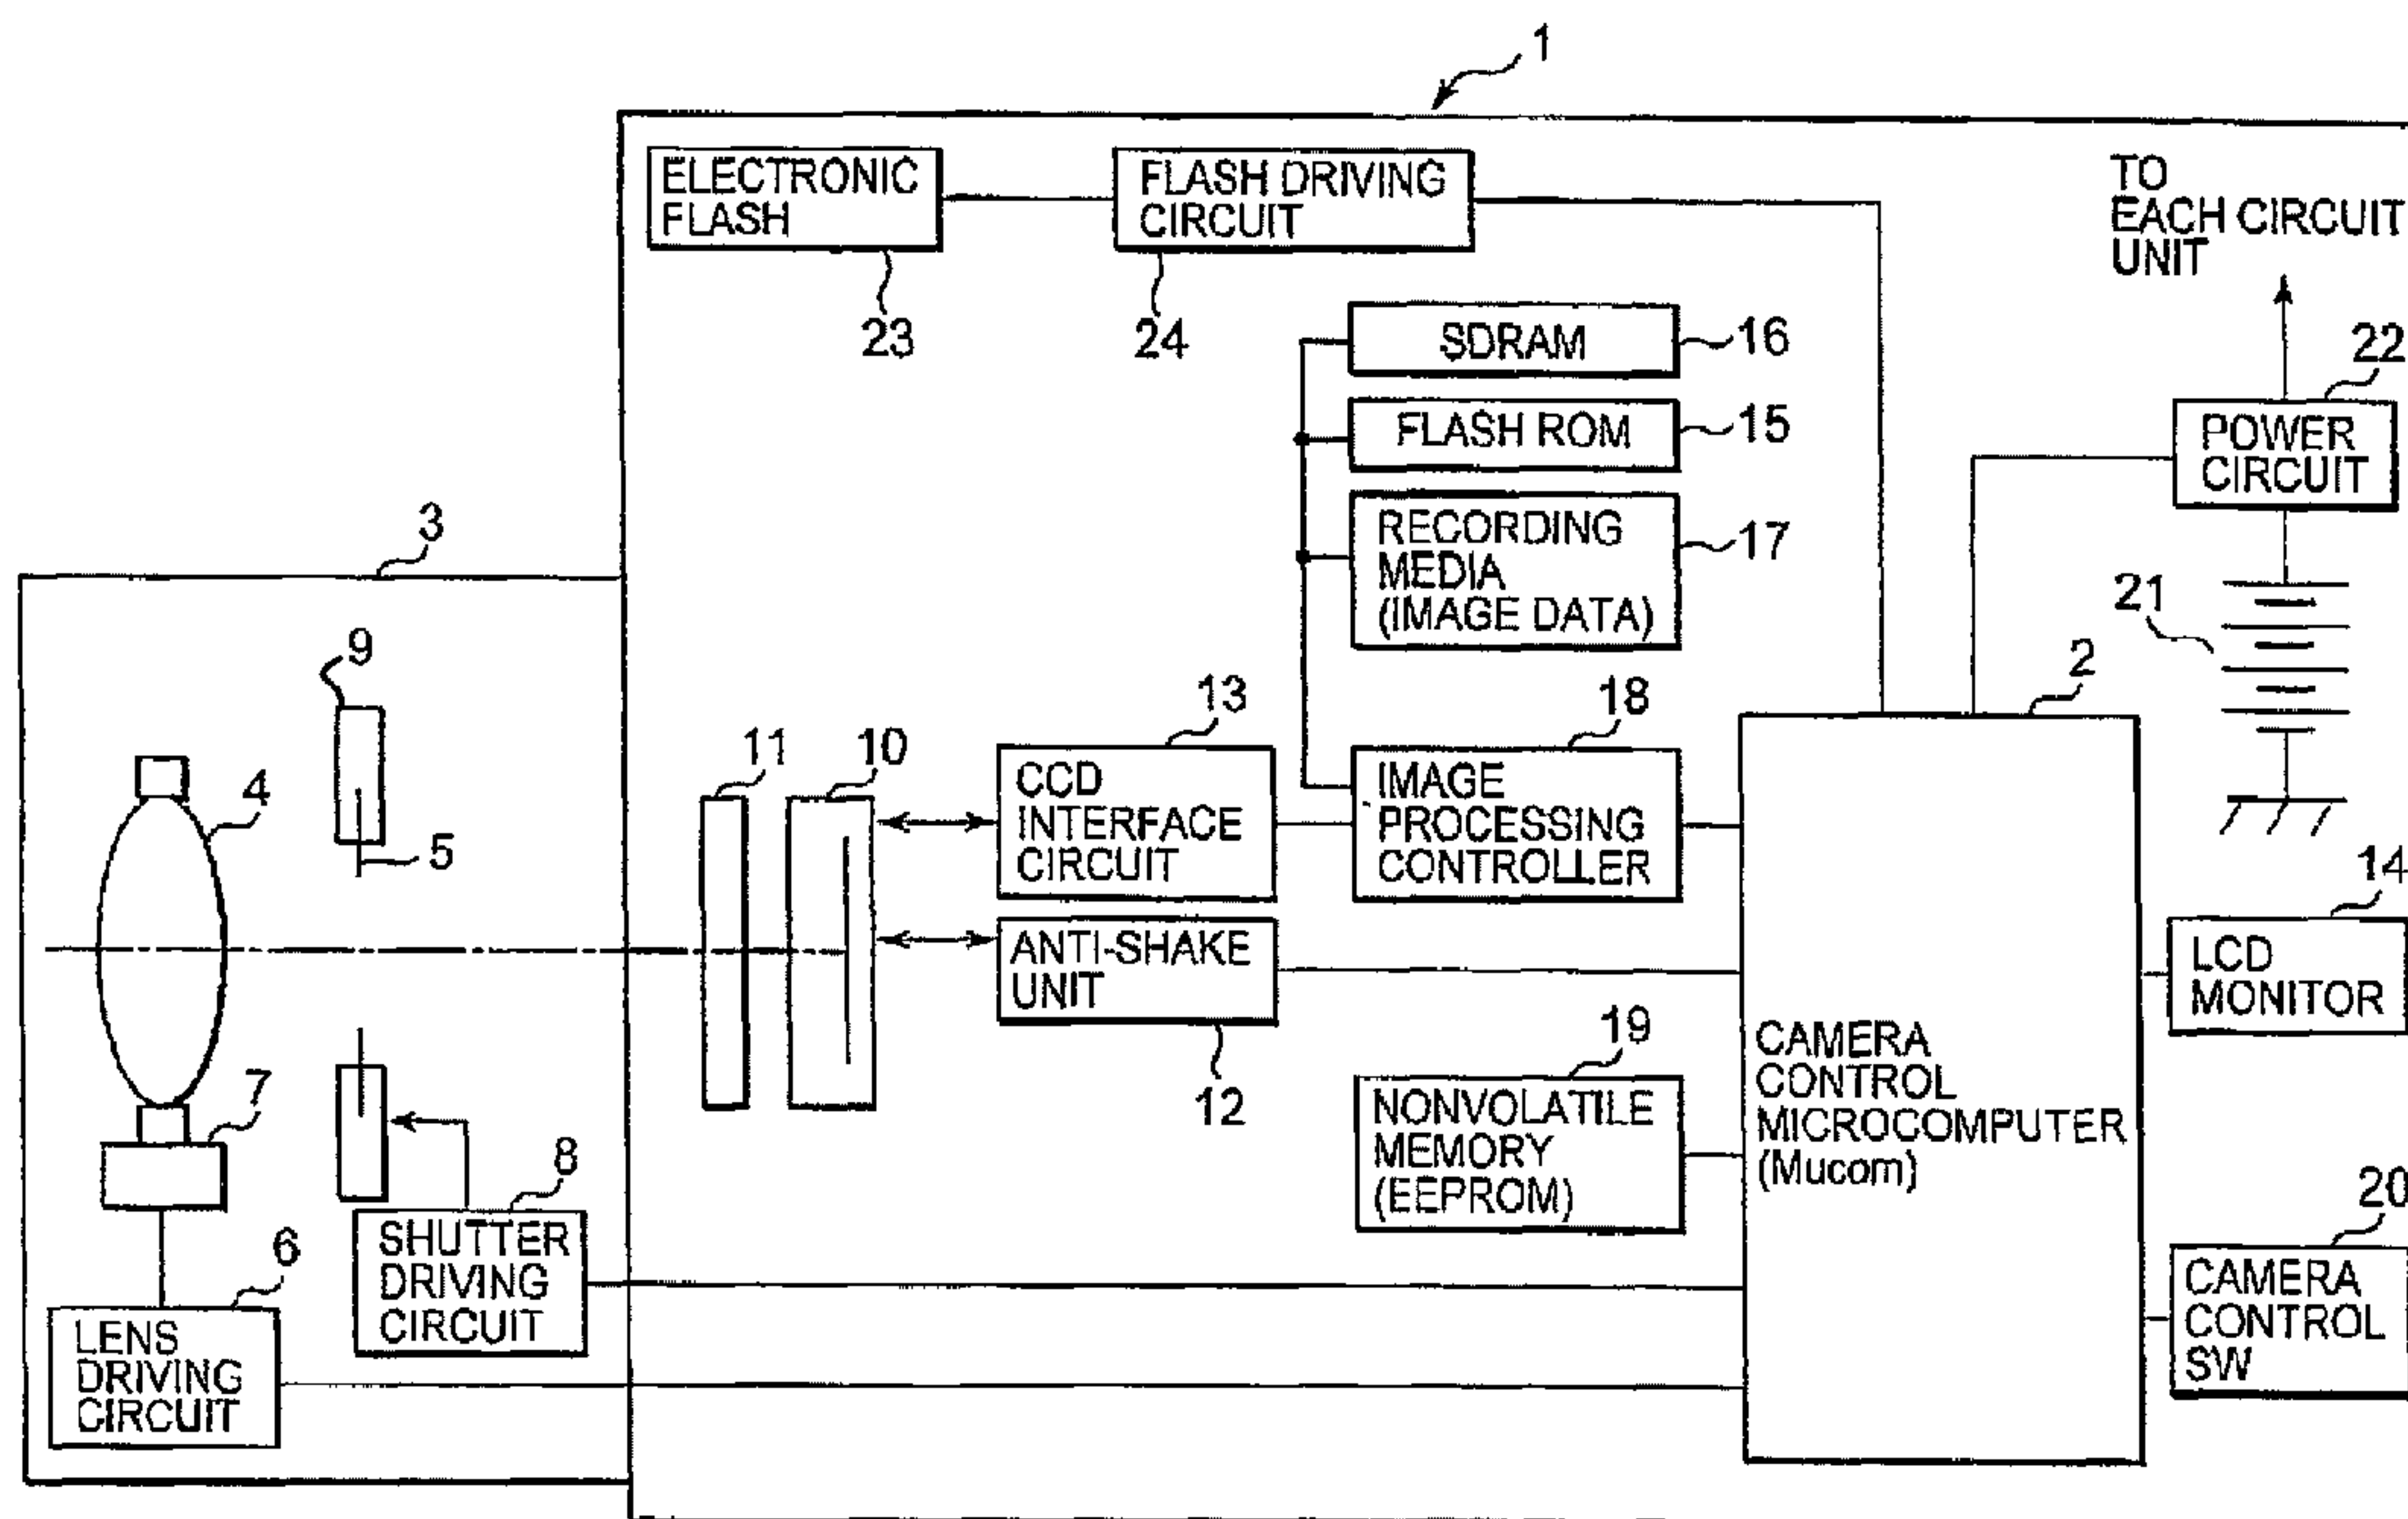 1
ELECTRONIC
FLASH
23
FLASH DRIVING
CIRCUIT
24
TO
EACH CIRCUIT
UNIT
SDRAM
16
FLASH ROM
15
RECORDING
MEDIA
(IMAGE DATA)
17
22
POWER
CIRCUIT
21
3
9
4
5
7
8
SHUTTER
DRIVING
CIRCUIT
6
LENS
DRIVING
CIRCUIT
11
10
13
CCD
INTERFACE
CIRCUIT
18
IMAGE
PROCESSING
CONTROLLER
ANTI-SHAKE
UNIT
12
19
NONVOLATILE
MEMORY
(EEPROM)
2
CAMERA
CONTROL
MICROCOMPUTER
(Mucom)
14
LCD
MONITOR
20
CAMERA
CONTROL
SW